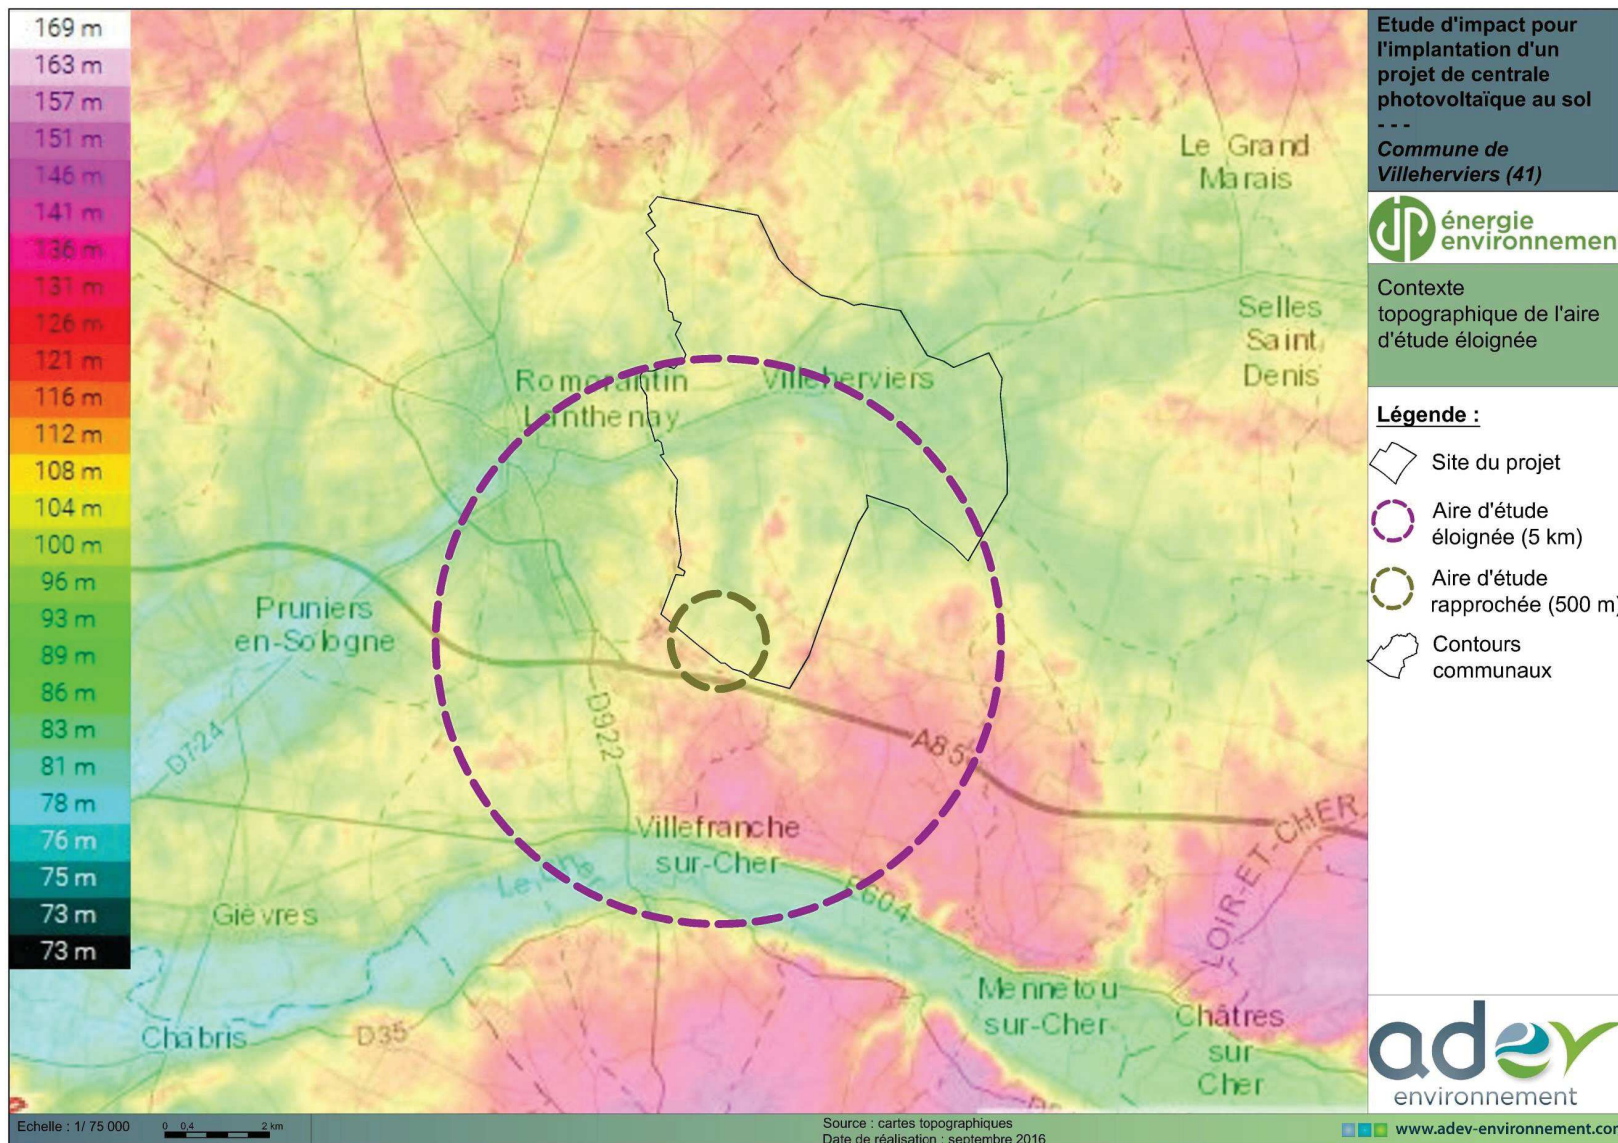 169 m
163 m
157 m
151 m
146 m
141 m
136 m
131 m
126 m
121 m
116 m
112 m
108 m
104 m
100 m
96 m
93 m
89 m
86 m
83 m
81 m
78 m
76 m
75 m
73 m
73 m
Le Grand
Marais
Selles
Saint
Denis
Romorantin
Lanthenay
Villeherviers
Pruniers
en-Sologne
D724
D922
A85
Villefranche
sur-Cher
E604
LOIR-ET-CHER
Gièvres
Chabris
D35
Mennetou
sur-Cher
Châtres
sur
Cher
Etude d'impact pour
l'implantation d'un
projet de centrale
photovoltaïque au sol
- - -
Commune de
Villeherviers (41)
jp
énergie
environnemen
Contexte
topographique de l'aire
d'étude éloignée
Légende :
Site du projet
Aire d'étude
éloignée (5 km)
Aire d'étude
rapprochée (500 m)
Contours
communaux
adev
environnement
Echelle : 1/ 75 000
0 0,4 2 km
Source : cartes topographiques
Date de réalisation : septembre 2016
www.adev-environnement.com